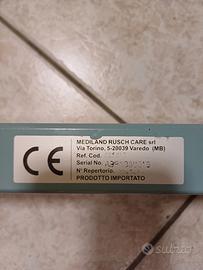 MEDILAND RUSCH CARE srl
Via Torino, 5-20039 Varedo (MB)
Ref. Cod.
CE
Serial No.
N° Repertorio
PRODOTTO IMPORTATO
subito